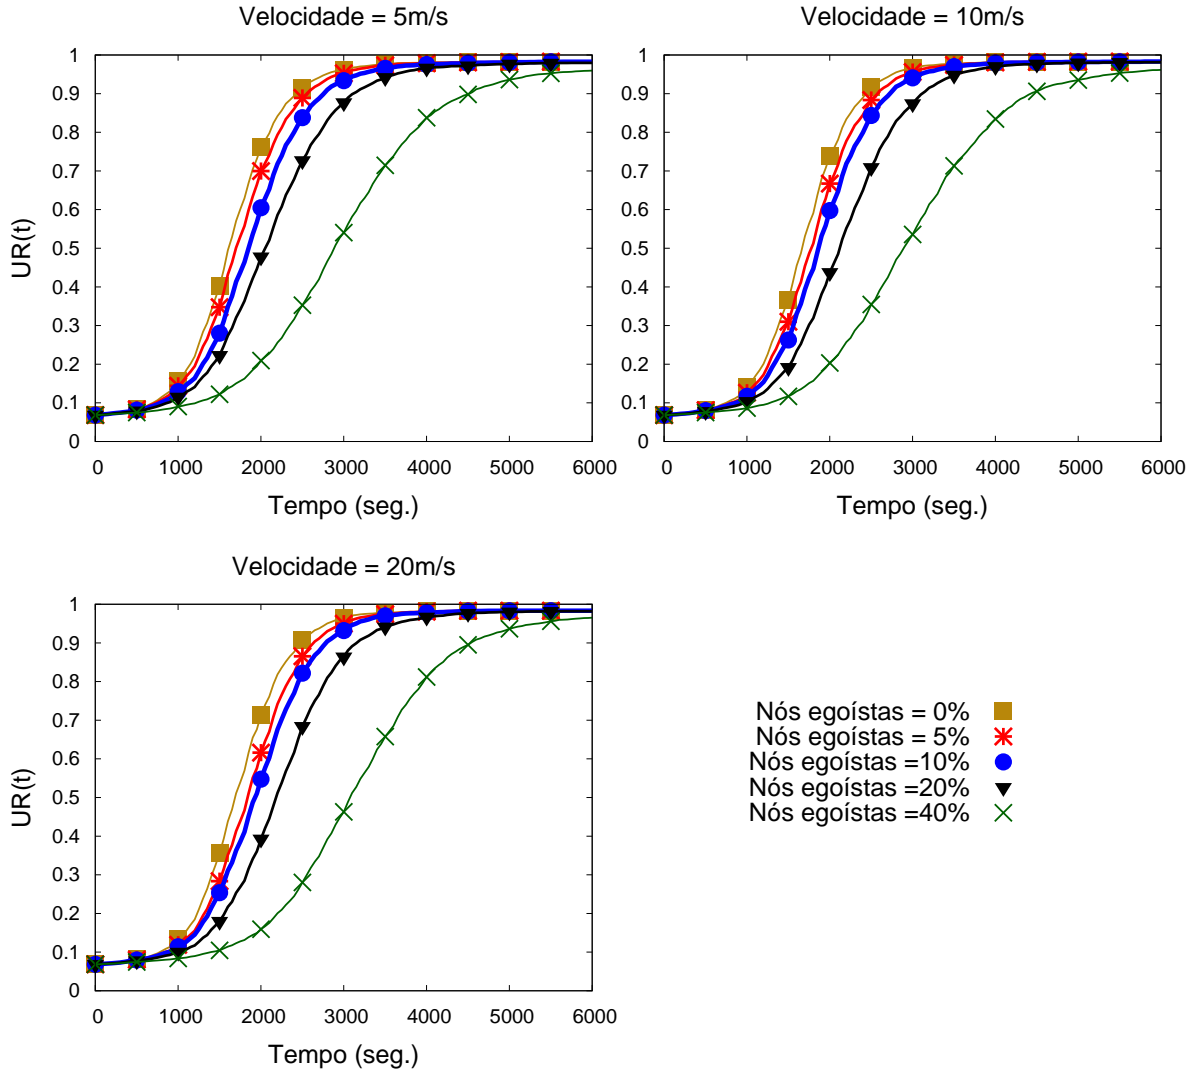 Velocidade = 5m/s
1
0.9
0.8
0.7
0.6
0.5
0.4
0.3
0.2
0.1
0
UR(t)
0 1000 2000 3000 4000 5000 6000
Tempo (seg.)
Velocidade = 10m/s
1
0.9
0.8
0.7
0.6
0.5
0.4
0.3
0.2
0.1
0
0 1000 2000 3000 4000 5000 6000
Tempo (seg.)
Velocidade = 20m/s
1
0.9
0.8
0.7
0.6
0.5
0.4
0.3
0.2
0.1
0
UR(t)
0 1000 2000 3000 4000 5000 6000
Tempo (seg.)
Nós egoístas = 0%
Nós egoístas = 5%
Nós egoístas =10%
Nós egoístas =20%
Nós egoístas =40%